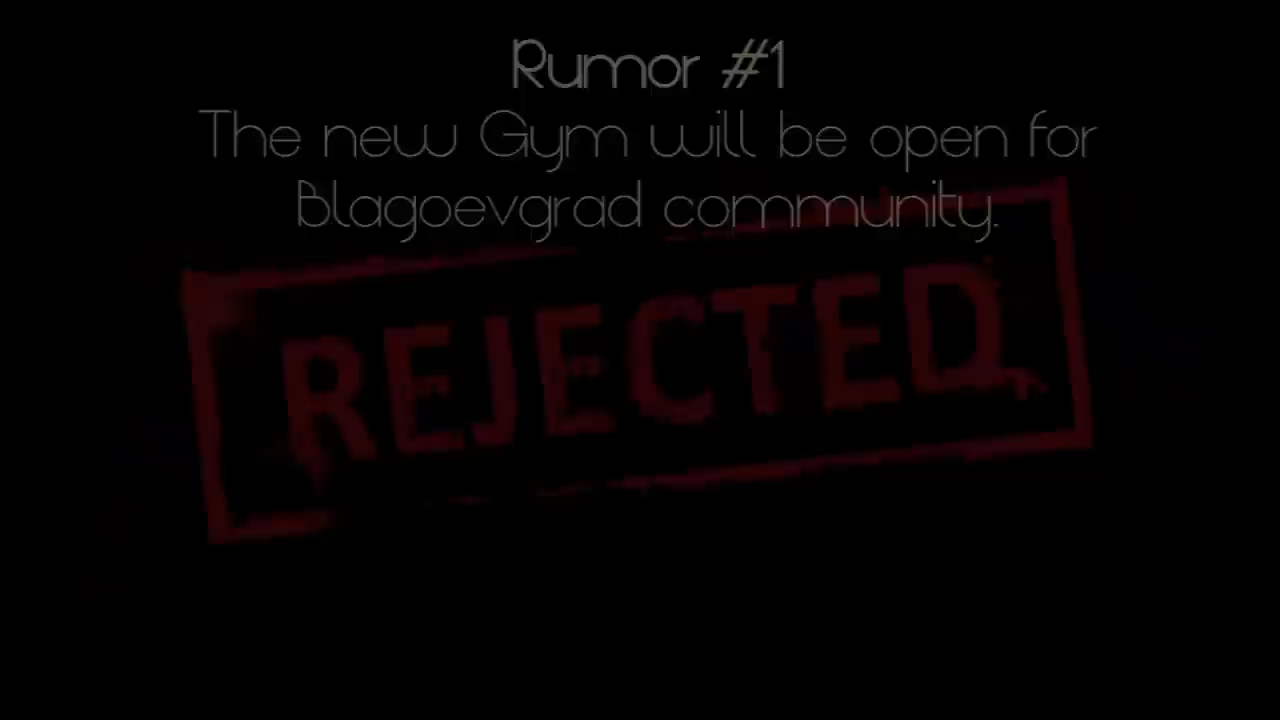 Rumor #1
The new Gym will be open for
Blagoevgrad community.
REJECTED